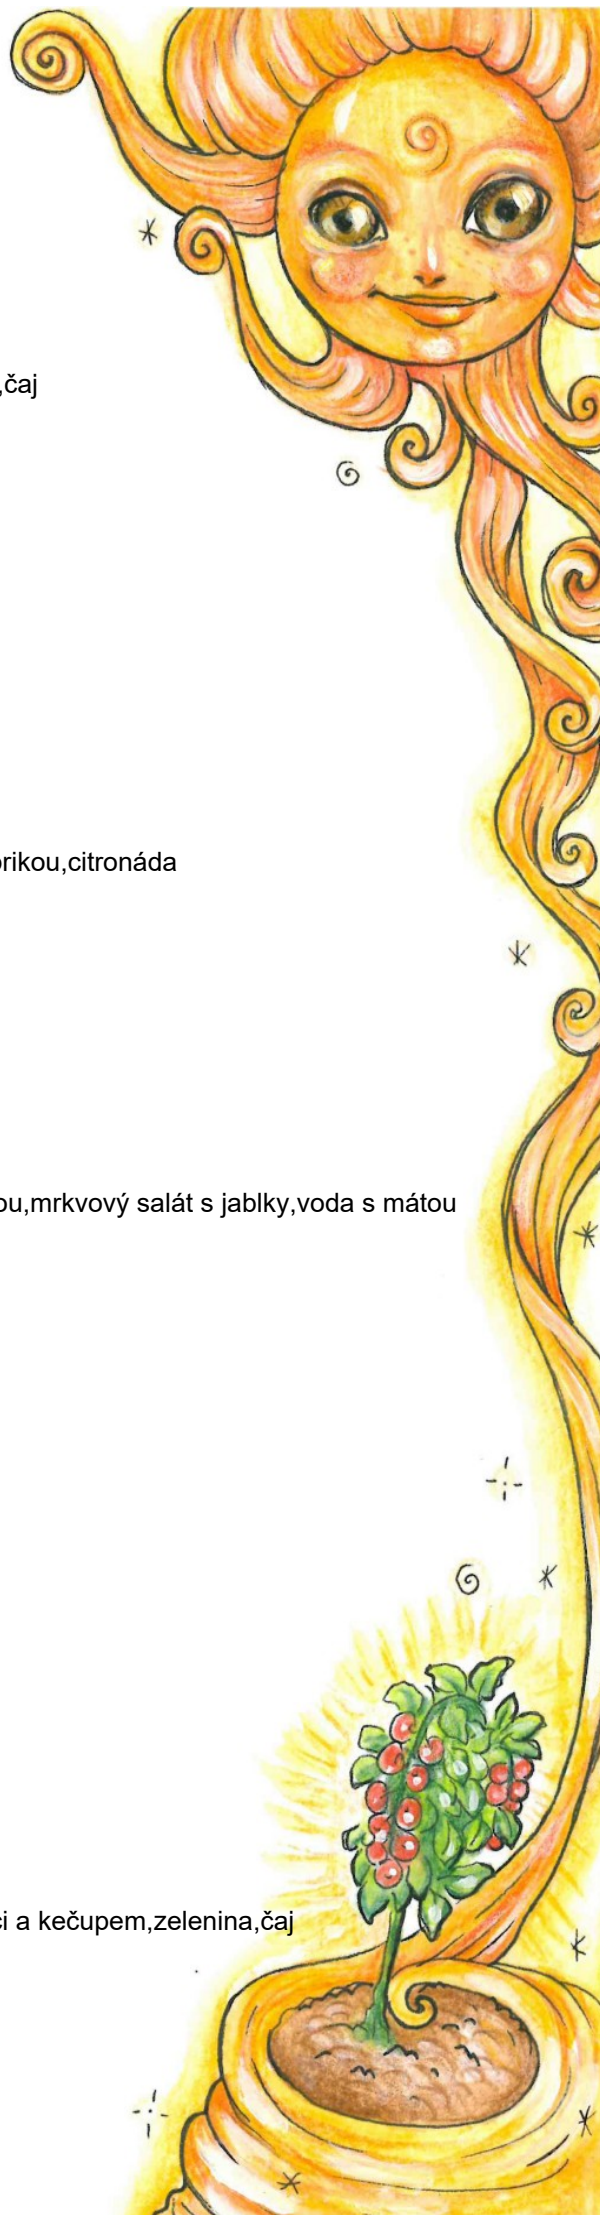 ,čaj
rikou,citronáda
ou,mrkvový salát s jablky,voda s mátou
i a kečupem,zelenina,čaj